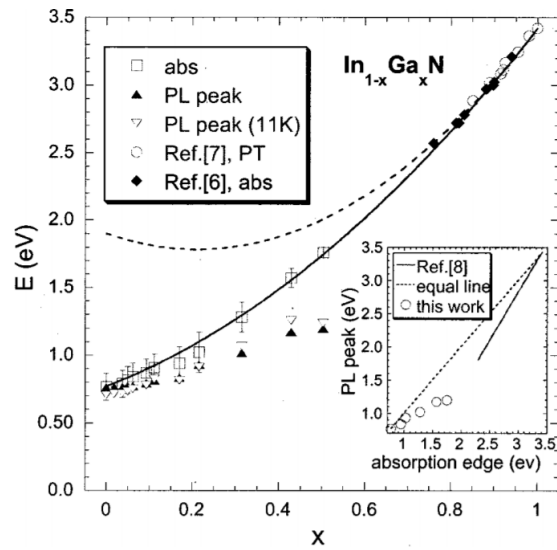 3.5
3.0
2.5
2.0
1.5
1.0
0.50
0.0
E (eV)
abs
PL peak
PL peak (11K)
Ref.[7], PT
Ref.[6], abs
In1-xGaxN
0 0.2 0.4 0.6 0.8 1
X
3.5
3.0
2.5
2.0
1.5
1.0
PL peak (eV)
Ref.[8]
equal line
this work
1.0 1.5 2.0 2.5 3.0 3.5
absorption edge (ev)